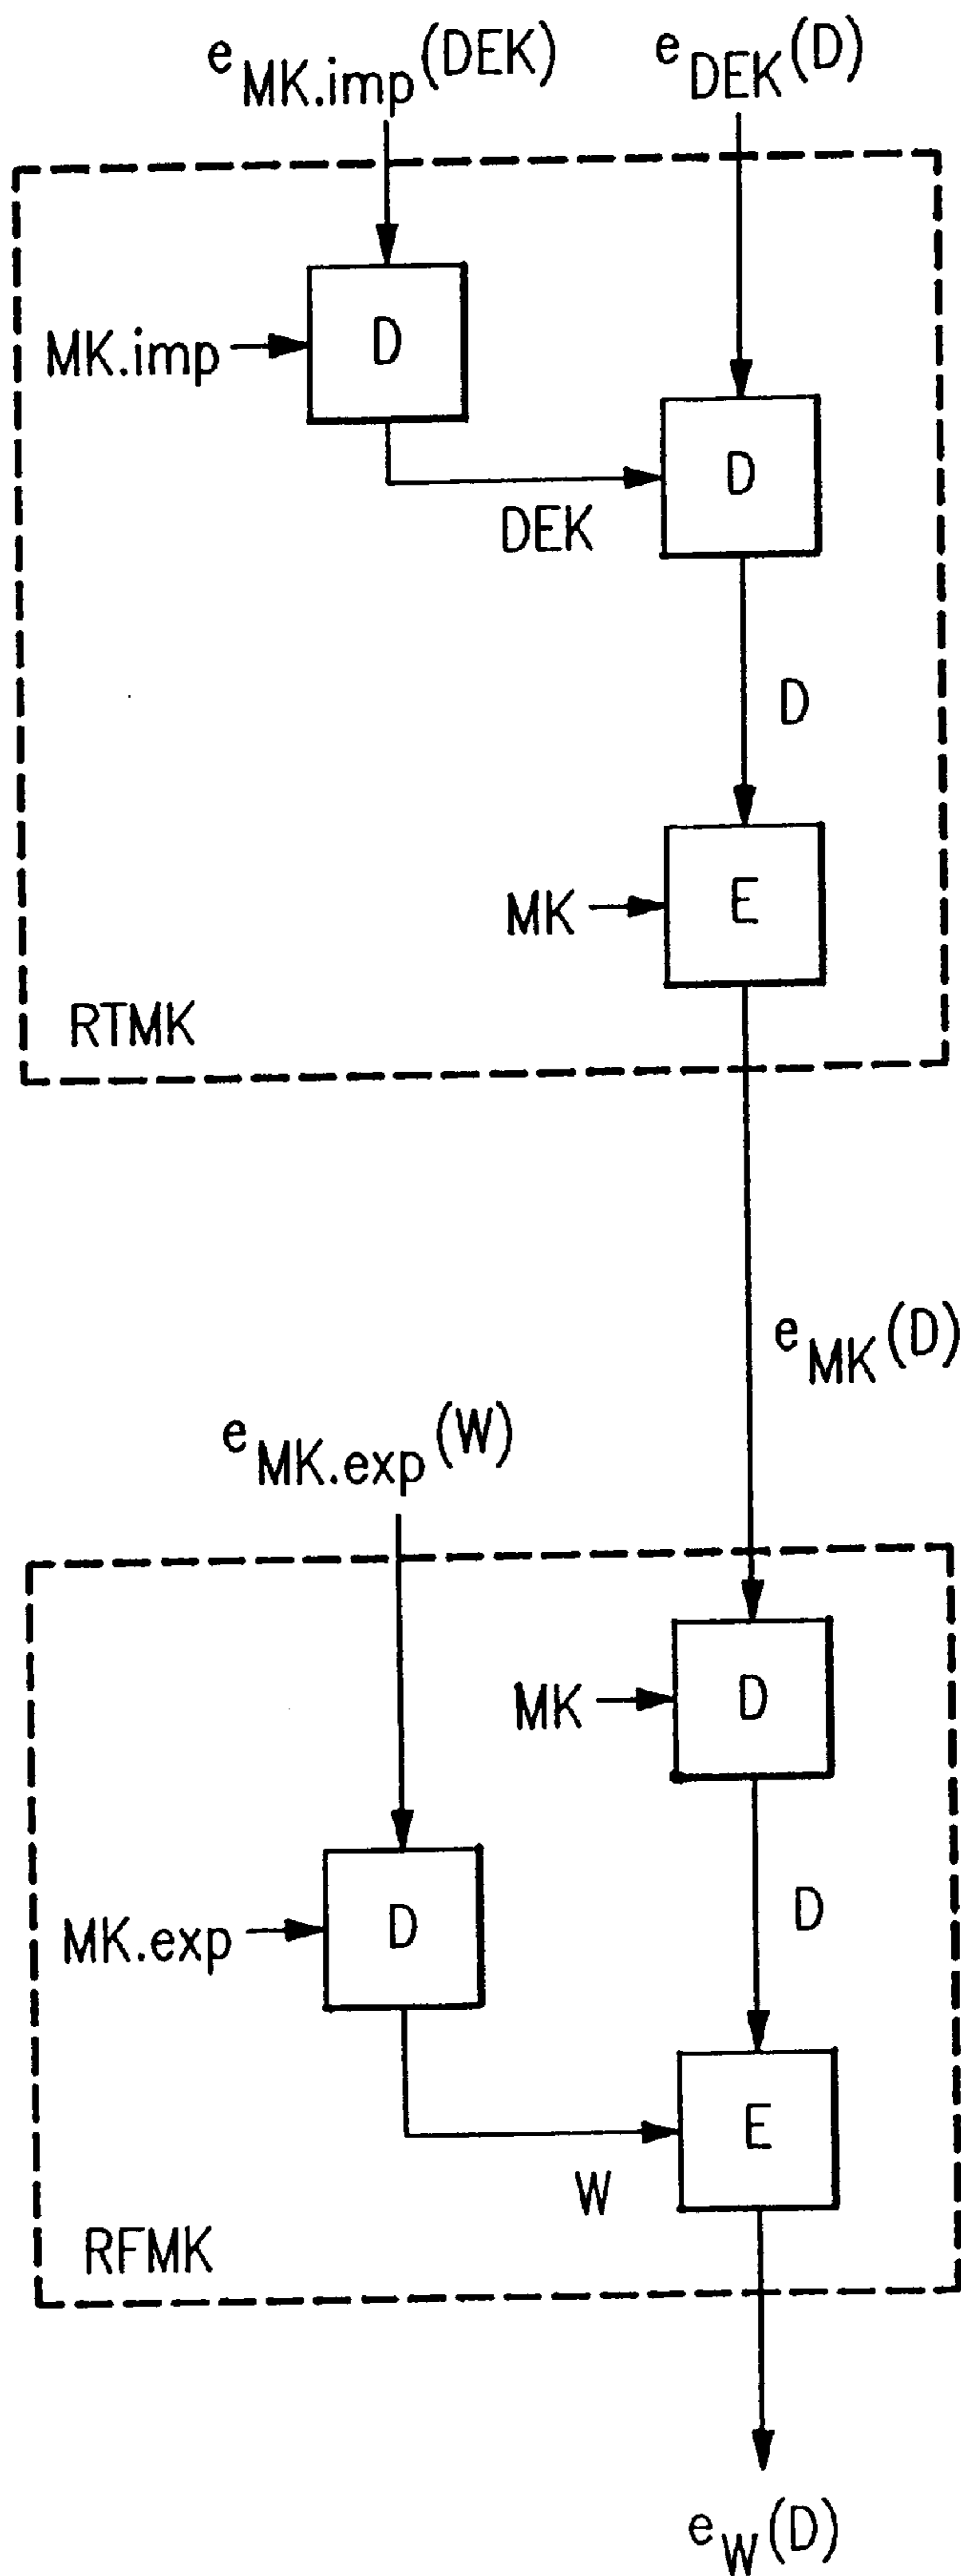 e MK.imp (DEK)
e DEK (D)
MK.imp
D
D
DEK
D
MK
E
RTMK
e MK (D)
e MK.exp (W)
MK
D
MK.exp
D
D
E
W
RFMK
e W (D)